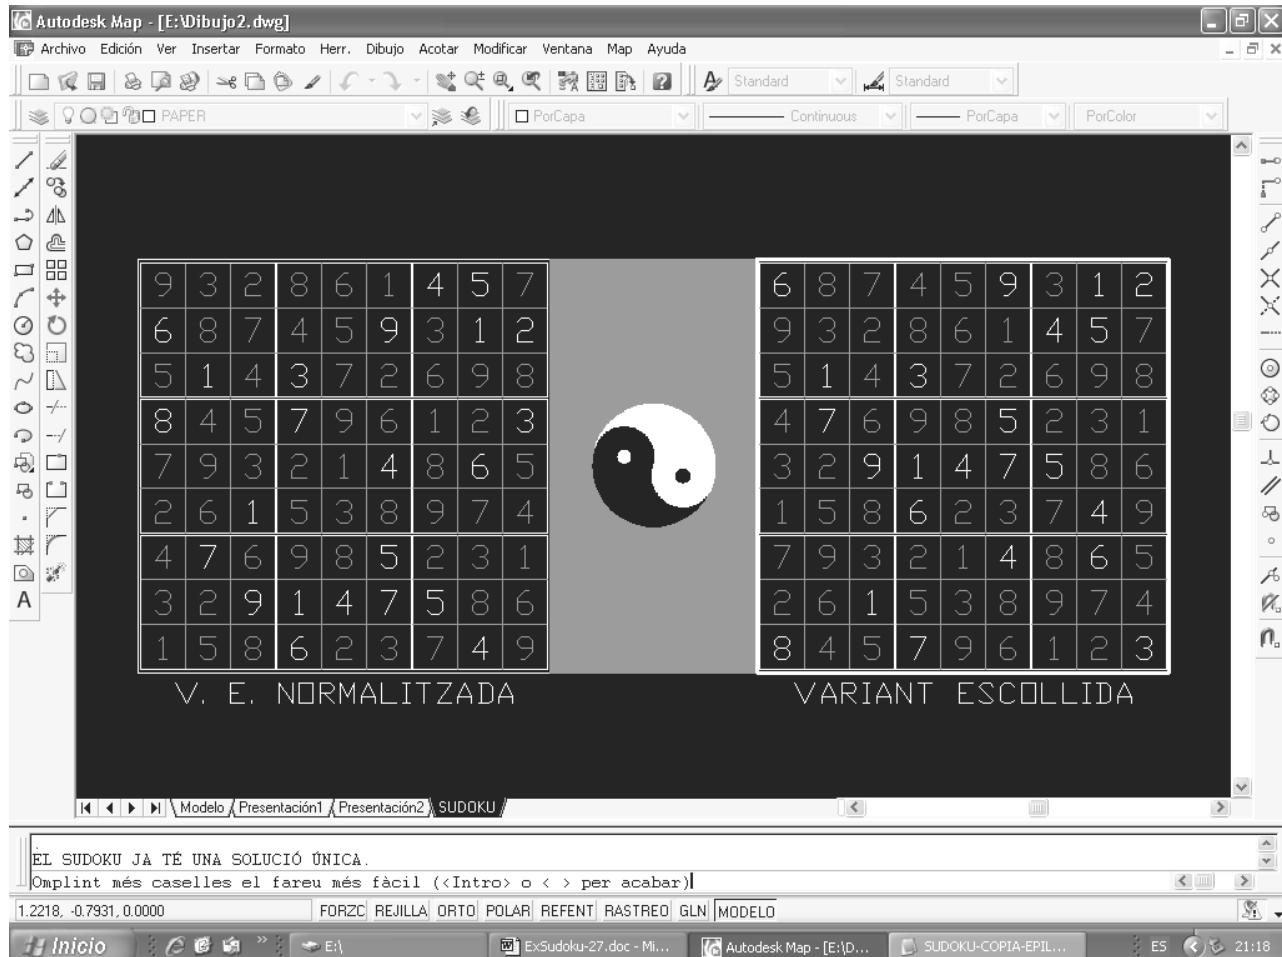 Autodesk Map - [E:\Dibujo2.dwg]
Archivo Edición Ver Insertar Formato Herr. Dibujo Acotar Modificar Ventana Map Ayuda
Standard Standard
PAPER PorCapa Continuous PorCapa PorColor
9 3 2 8 6 1 4 5 7 6 8 7 4 5 9 3 1 2
6 8 7 4 5 9 3 1 2 9 3 2 8 6 1 4 5 7
5 1 4 3 7 2 6 9 8 5 1 4 3 7 2 6 9 8
8 4 5 7 9 6 1 2 3 4 7 6 9 8 5 2 3 1
7 9 3 2 1 4 8 6 5 3 2 9 1 4 7 5 8 6
2 6 1 5 3 8 9 7 4 1 5 8 6 2 3 7 4 9
4 7 6 9 8 5 2 3 1 7 9 3 2 1 4 8 6 5
3 2 9 1 4 7 5 8 6 2 6 1 5 3 8 9 7 4
1 5 8 6 2 3 7 4 9 8 4 5 7 9 6 1 2 3
V. E. NORMALITZADA VARIANT ESCOLLIDA
Modelo Presentación1 Presentación2 SUDOKU
EL SUDOKU JA TÉ UNA SOLUCIÓ ÚNICA.
Omplint més caselles el fareu més fàcil (<Intro> o < > per acabar)
1.2218, -0.7931, 0.0000 FORZC REJILLA ORTO POLAR REFENT RASTREO GLN MODELO
Inicio » E:\ ExSudoku-27.doc - Mi... Autodesk Map - [E:\D... SUDOKU-COPIA-EPIL... ES 21:18